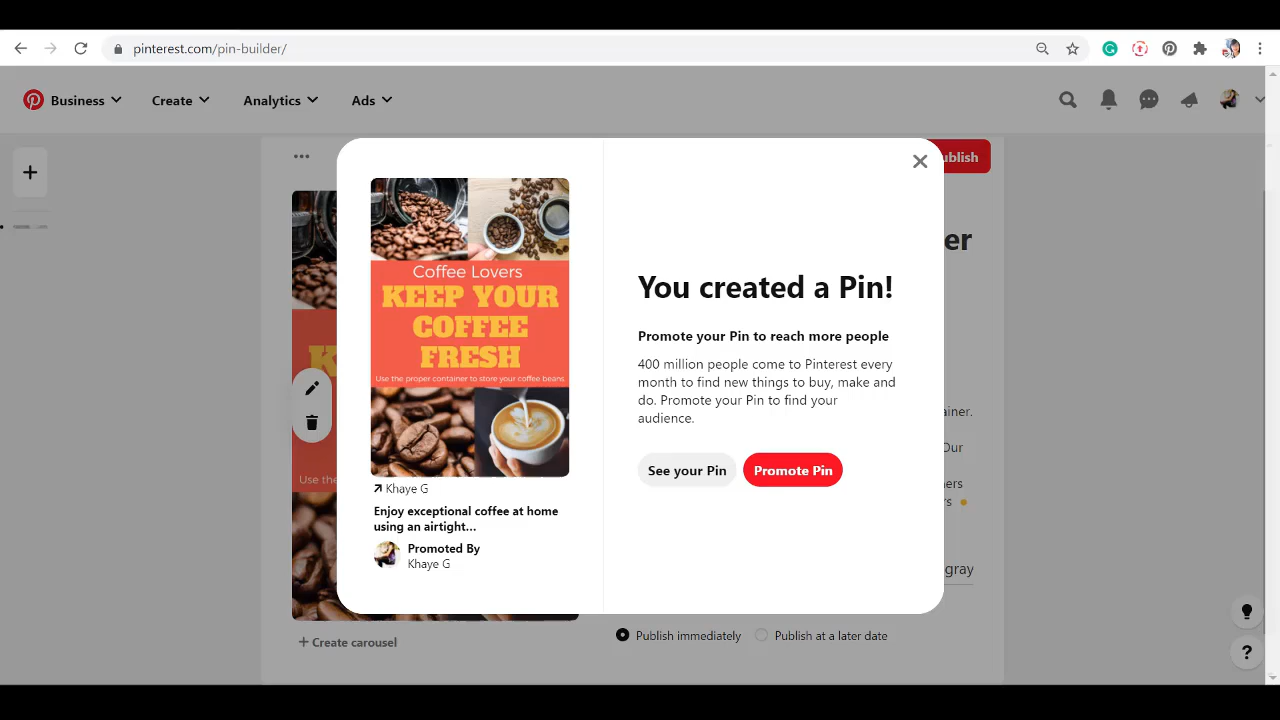 pinterest.com/pin-builder/
Business Create Analytics Ads
ublish
er
Coffee Lovers
KEEP YOUR
COFFEE
FRESH
Use the proper container to store your coffee beans
Khaye G
Enjoy exceptional coffee at home
using an airtight...
Promoted By
Khaye G
You created a Pin!
Promote your Pin to reach more people
400 million people come to Pinterest every
month to find new things to buy, make and
do. Promote your Pin to find your
audience.
See your Pin Promote Pin
K
Use the
iner.
Our
ers
rs
gray
+ Create carousel
Publish immediately Publish at a later date
?